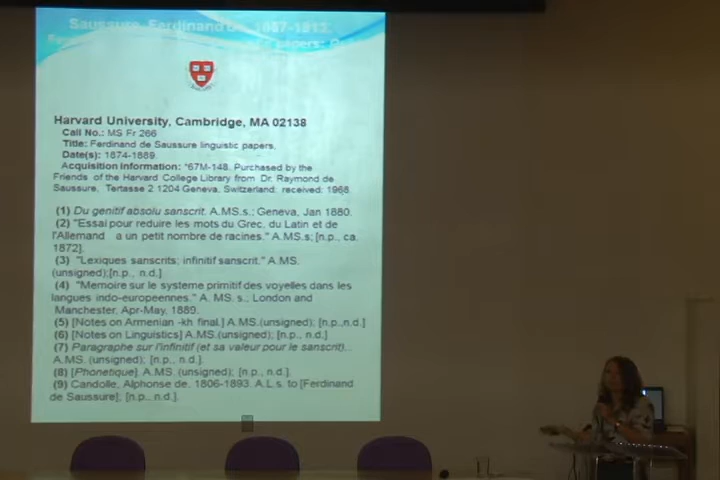 Saussure, Ferdinand de, 1857-1913.
papers:
Harvard University, Cambridge, MA 02138
Call No.: MS Fr 266
Title: Ferdinand de Saussure linguistic papers,
Date(s): 1874-1889.
Acquisition Information: *67M-148. Purchased by the
Friends of the Harvard College Library from Dr. Raymond de
Saussure, Tertasse 2 1204 Geneva, Switzerland; received: 1968.
(1) Du genitif absolu sanscrit. A.MS.s.; Geneva, Jan 1880.
(2) "Essai pour reduire les mots du Grec, du Latin et de
l'Allemand a un petit nombre de racines." A.MS.s; [n.p., ca.
1872].
(3) "Lexiques sanscrits; infinitif sanscrit." A.MS.
(unsigned);[n.p., n.d.]
(4) "Memoire sur le systeme primitif des voyelles dans les
langues indo-europeennes." A. MS. s.; London and
Manchester, Apr-May, 1889.
(5) [Notes on Armenian -kh final.] A.MS.(unsigned); [n.p.,n.d.]
(6) [Notes on Linguistics] A.MS.(unsigned); [n.p., n.d.]
(7) Paragraphe sur l'infinitif (et sa valeur pour le sanscrit)..
A.MS. (unsigned); [n.p., n.d.].
(8) [Phonetique]. A.MS. (unsigned); [n.p., n.d.].
(9) Candolle, Alphonse de, 1806-1893. A.L.s. to [Ferdinand
de Saussure]; [n.p., n.d.].